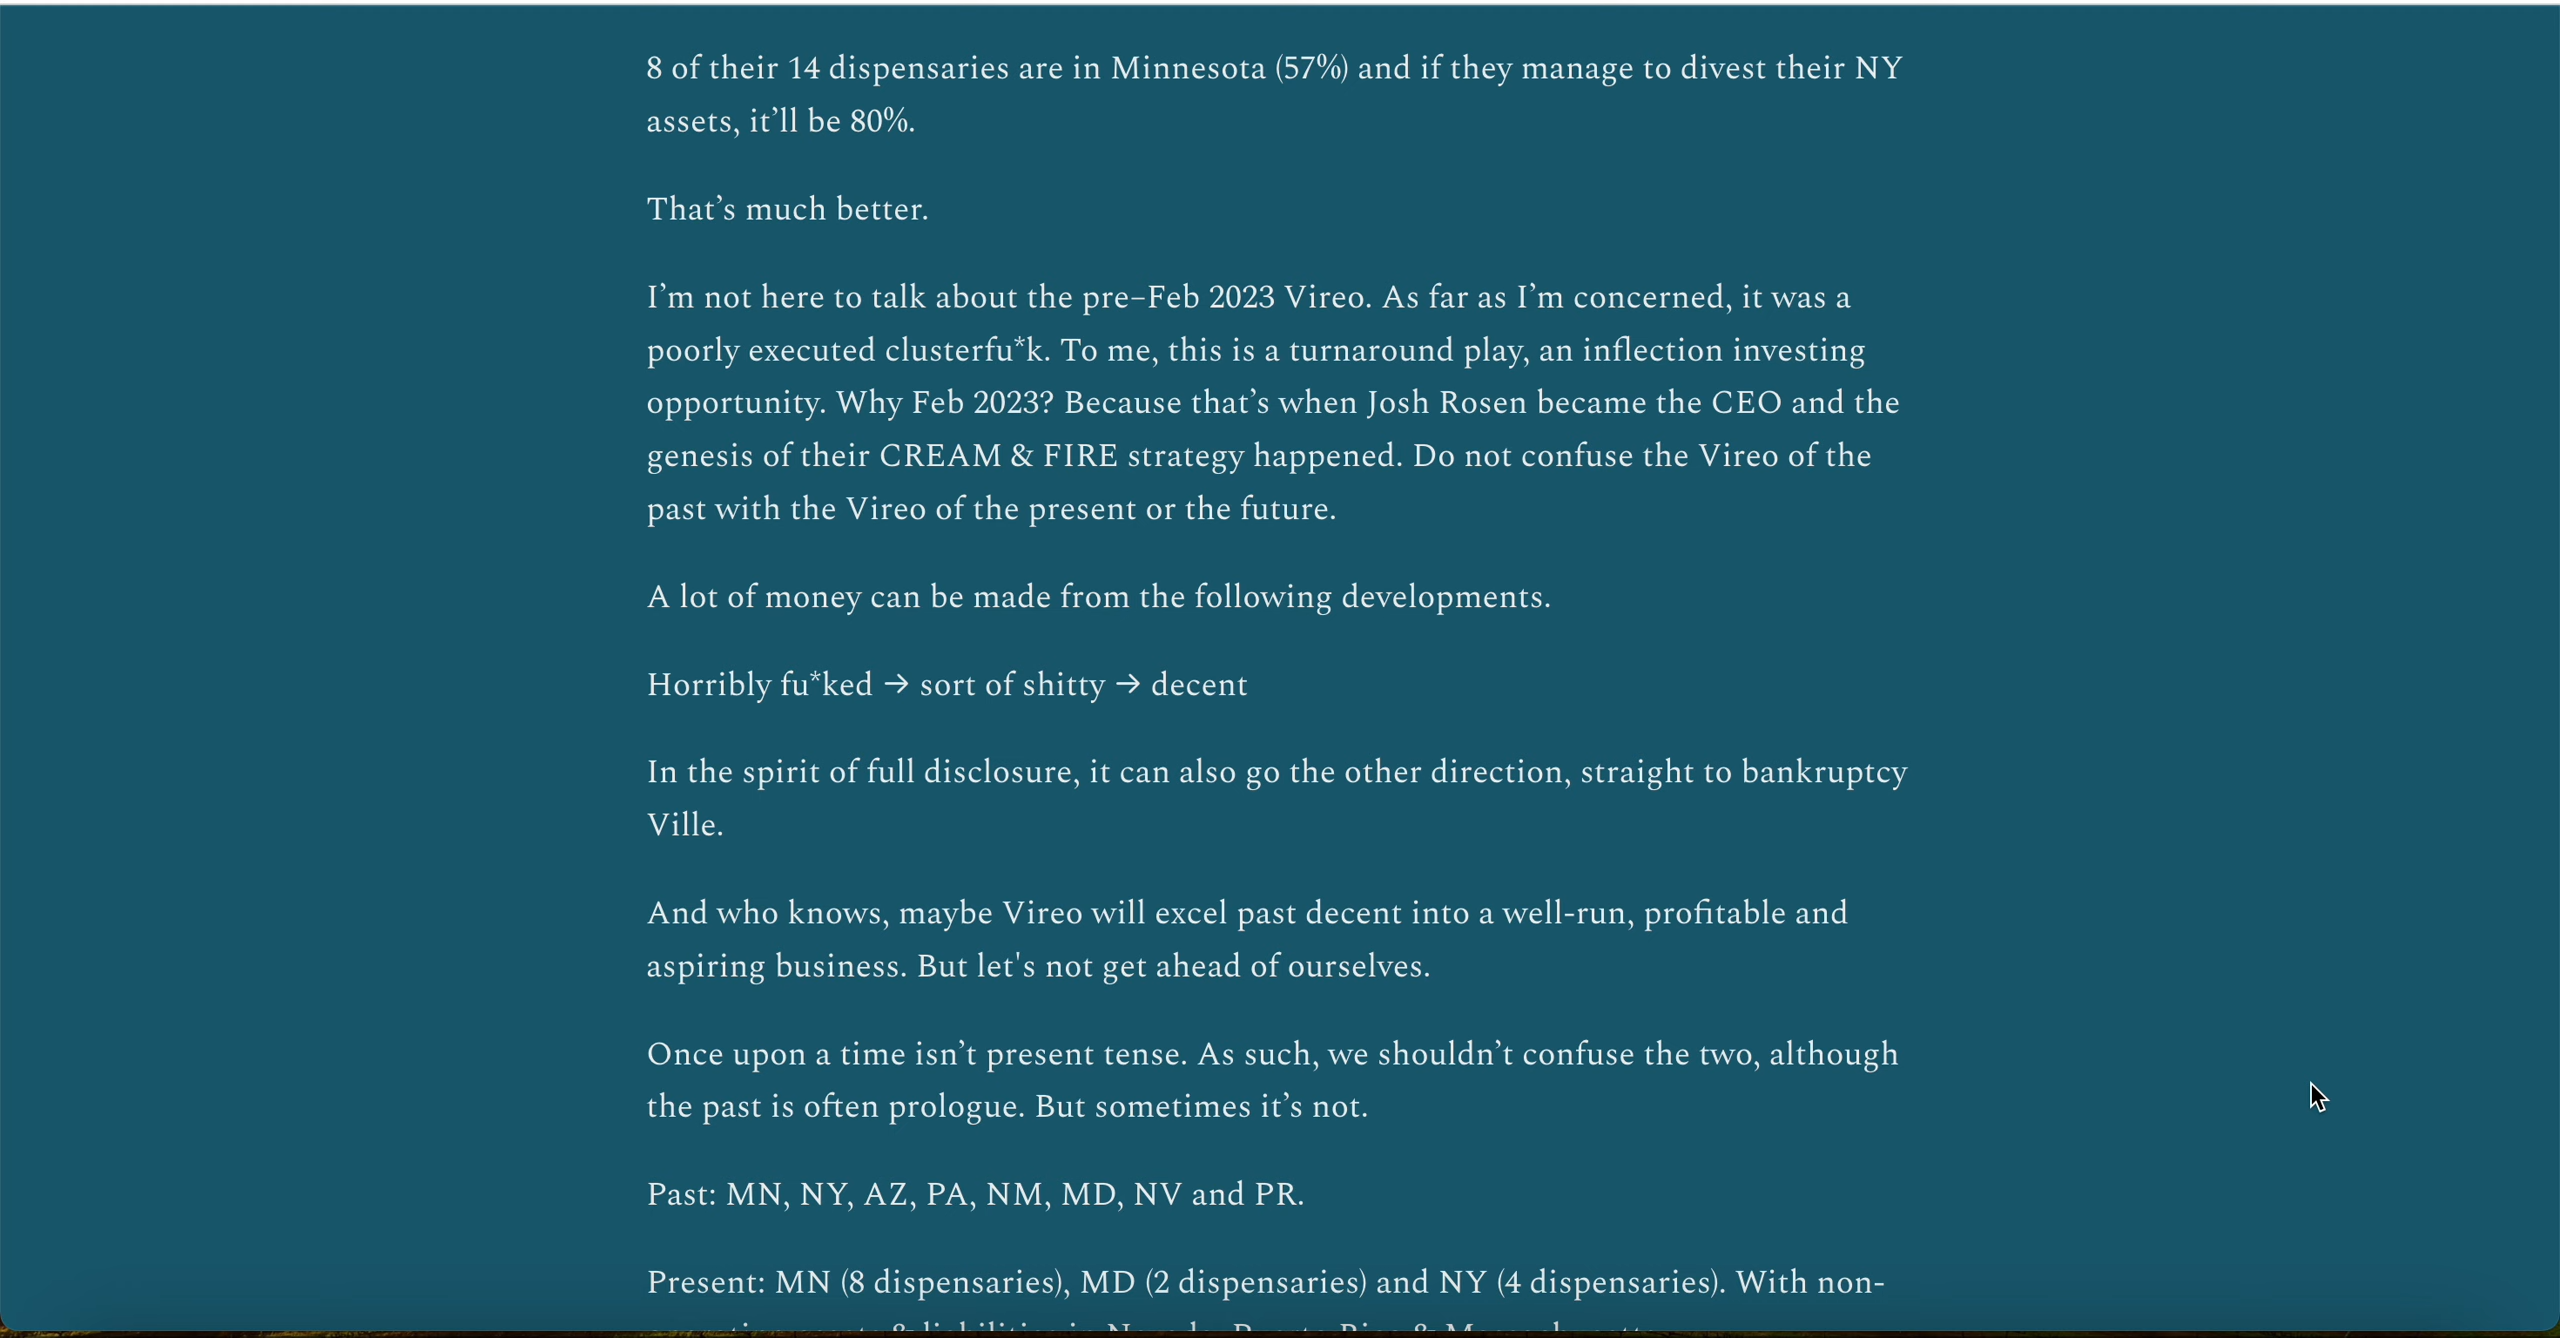 8 of their 14 dispensaries are in Minnesota (57%) and if they manage to divest their NY
assets, it’ll be 80%.
That’s much better.
I’m not here to talk about the pre–Feb 2023 Vireo. As far as I’m concerned, it was a
poorly executed clusterfu*k. To me, this is a turnaround play, an inflection investing
opportunity. Why Feb 2023? Because that’s when Josh Rosen became the CEO and the
genesis of their CREAM & FIRE strategy happened. Do not confuse the Vireo of the
past with the Vireo of the present or the future.
A lot of money can be made from the following developments.
Horribly fu*ked → sort of shitty → decent
In the spirit of full disclosure, it can also go the other direction, straight to bankruptcy
Ville.
And who knows, maybe Vireo will excel past decent into a well-run, profitable and
aspiring business. But let's not get ahead of ourselves.
Once upon a time isn’t present tense. As such, we shouldn’t confuse the two, although
the past is often prologue. But sometimes it’s not.
Past: MN, NY, AZ, PA, NM, MD, NV and PR.
Present: MN (8 dispensaries), MD (2 dispensaries) and NY (4 dispensaries). With non-